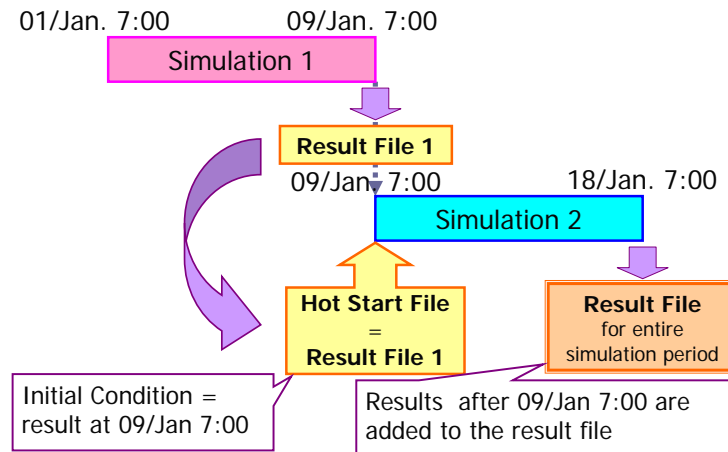 01/Jan. 7:00 09/Jan. 7:00
Simulation 1
Result File 1
09/Jan. 7:00 18/Jan. 7:00
Simulation 2
Hot Start File
=
Result File 1
Result File
for entire
simulation period
Initial Condition =
result at 09/Jan 7:00
Results after 09/Jan 7:00 are
added to the result file